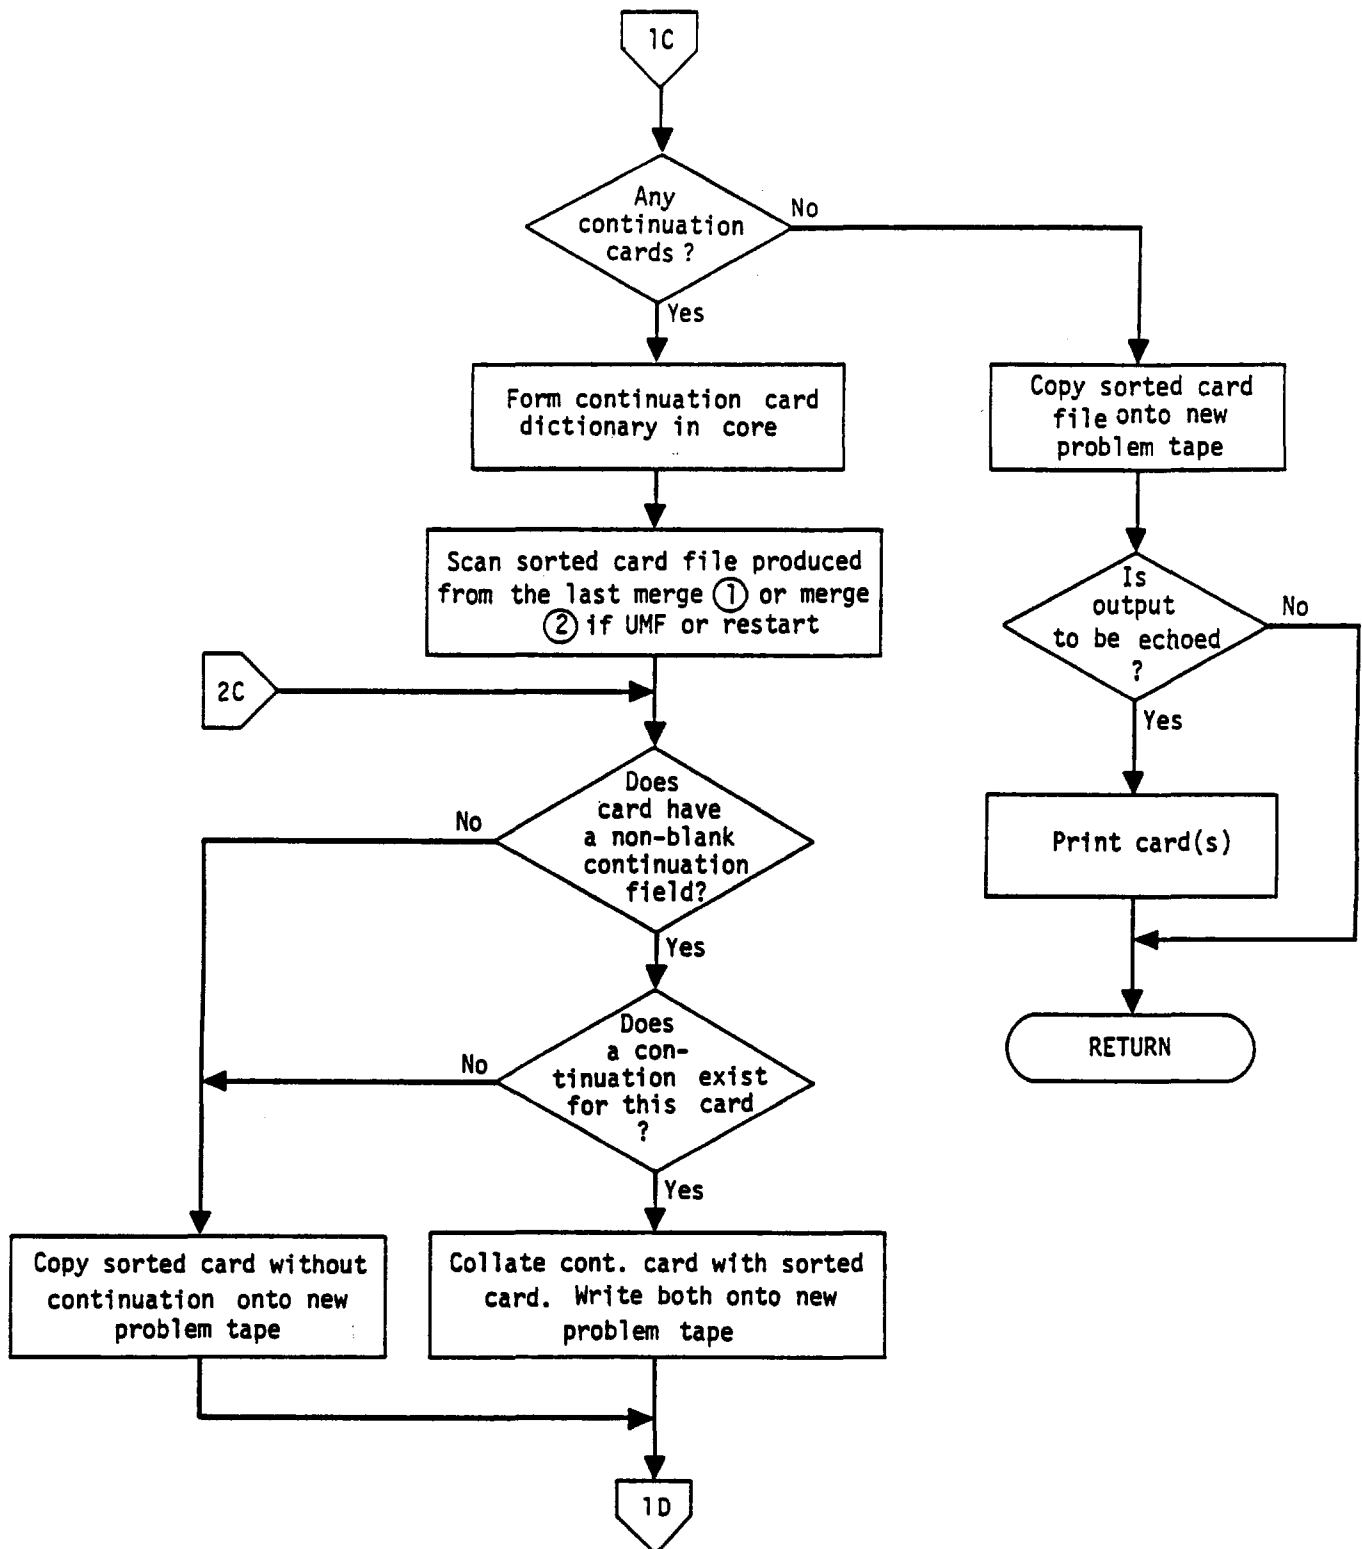 1C
Any
continuation
cards ?
No
Yes
Form continuation card
dictionary in core
Copy sorted card
file onto new
problem tape
Scan sorted card file produced
from the last merge 1 or merge
2 if UMF or restart
Is
output
to be echoed
?
No
Yes
2C
Does
card have
a non-blank
continuation
field?
No
Yes
Print card(s)
Does
a con-
tinuation exist
for this card
?
No
Yes
RETURN
Copy sorted card without
continuation onto new
problem tape
Collate cont. card with sorted
card. Write both onto new
problem tape
1D